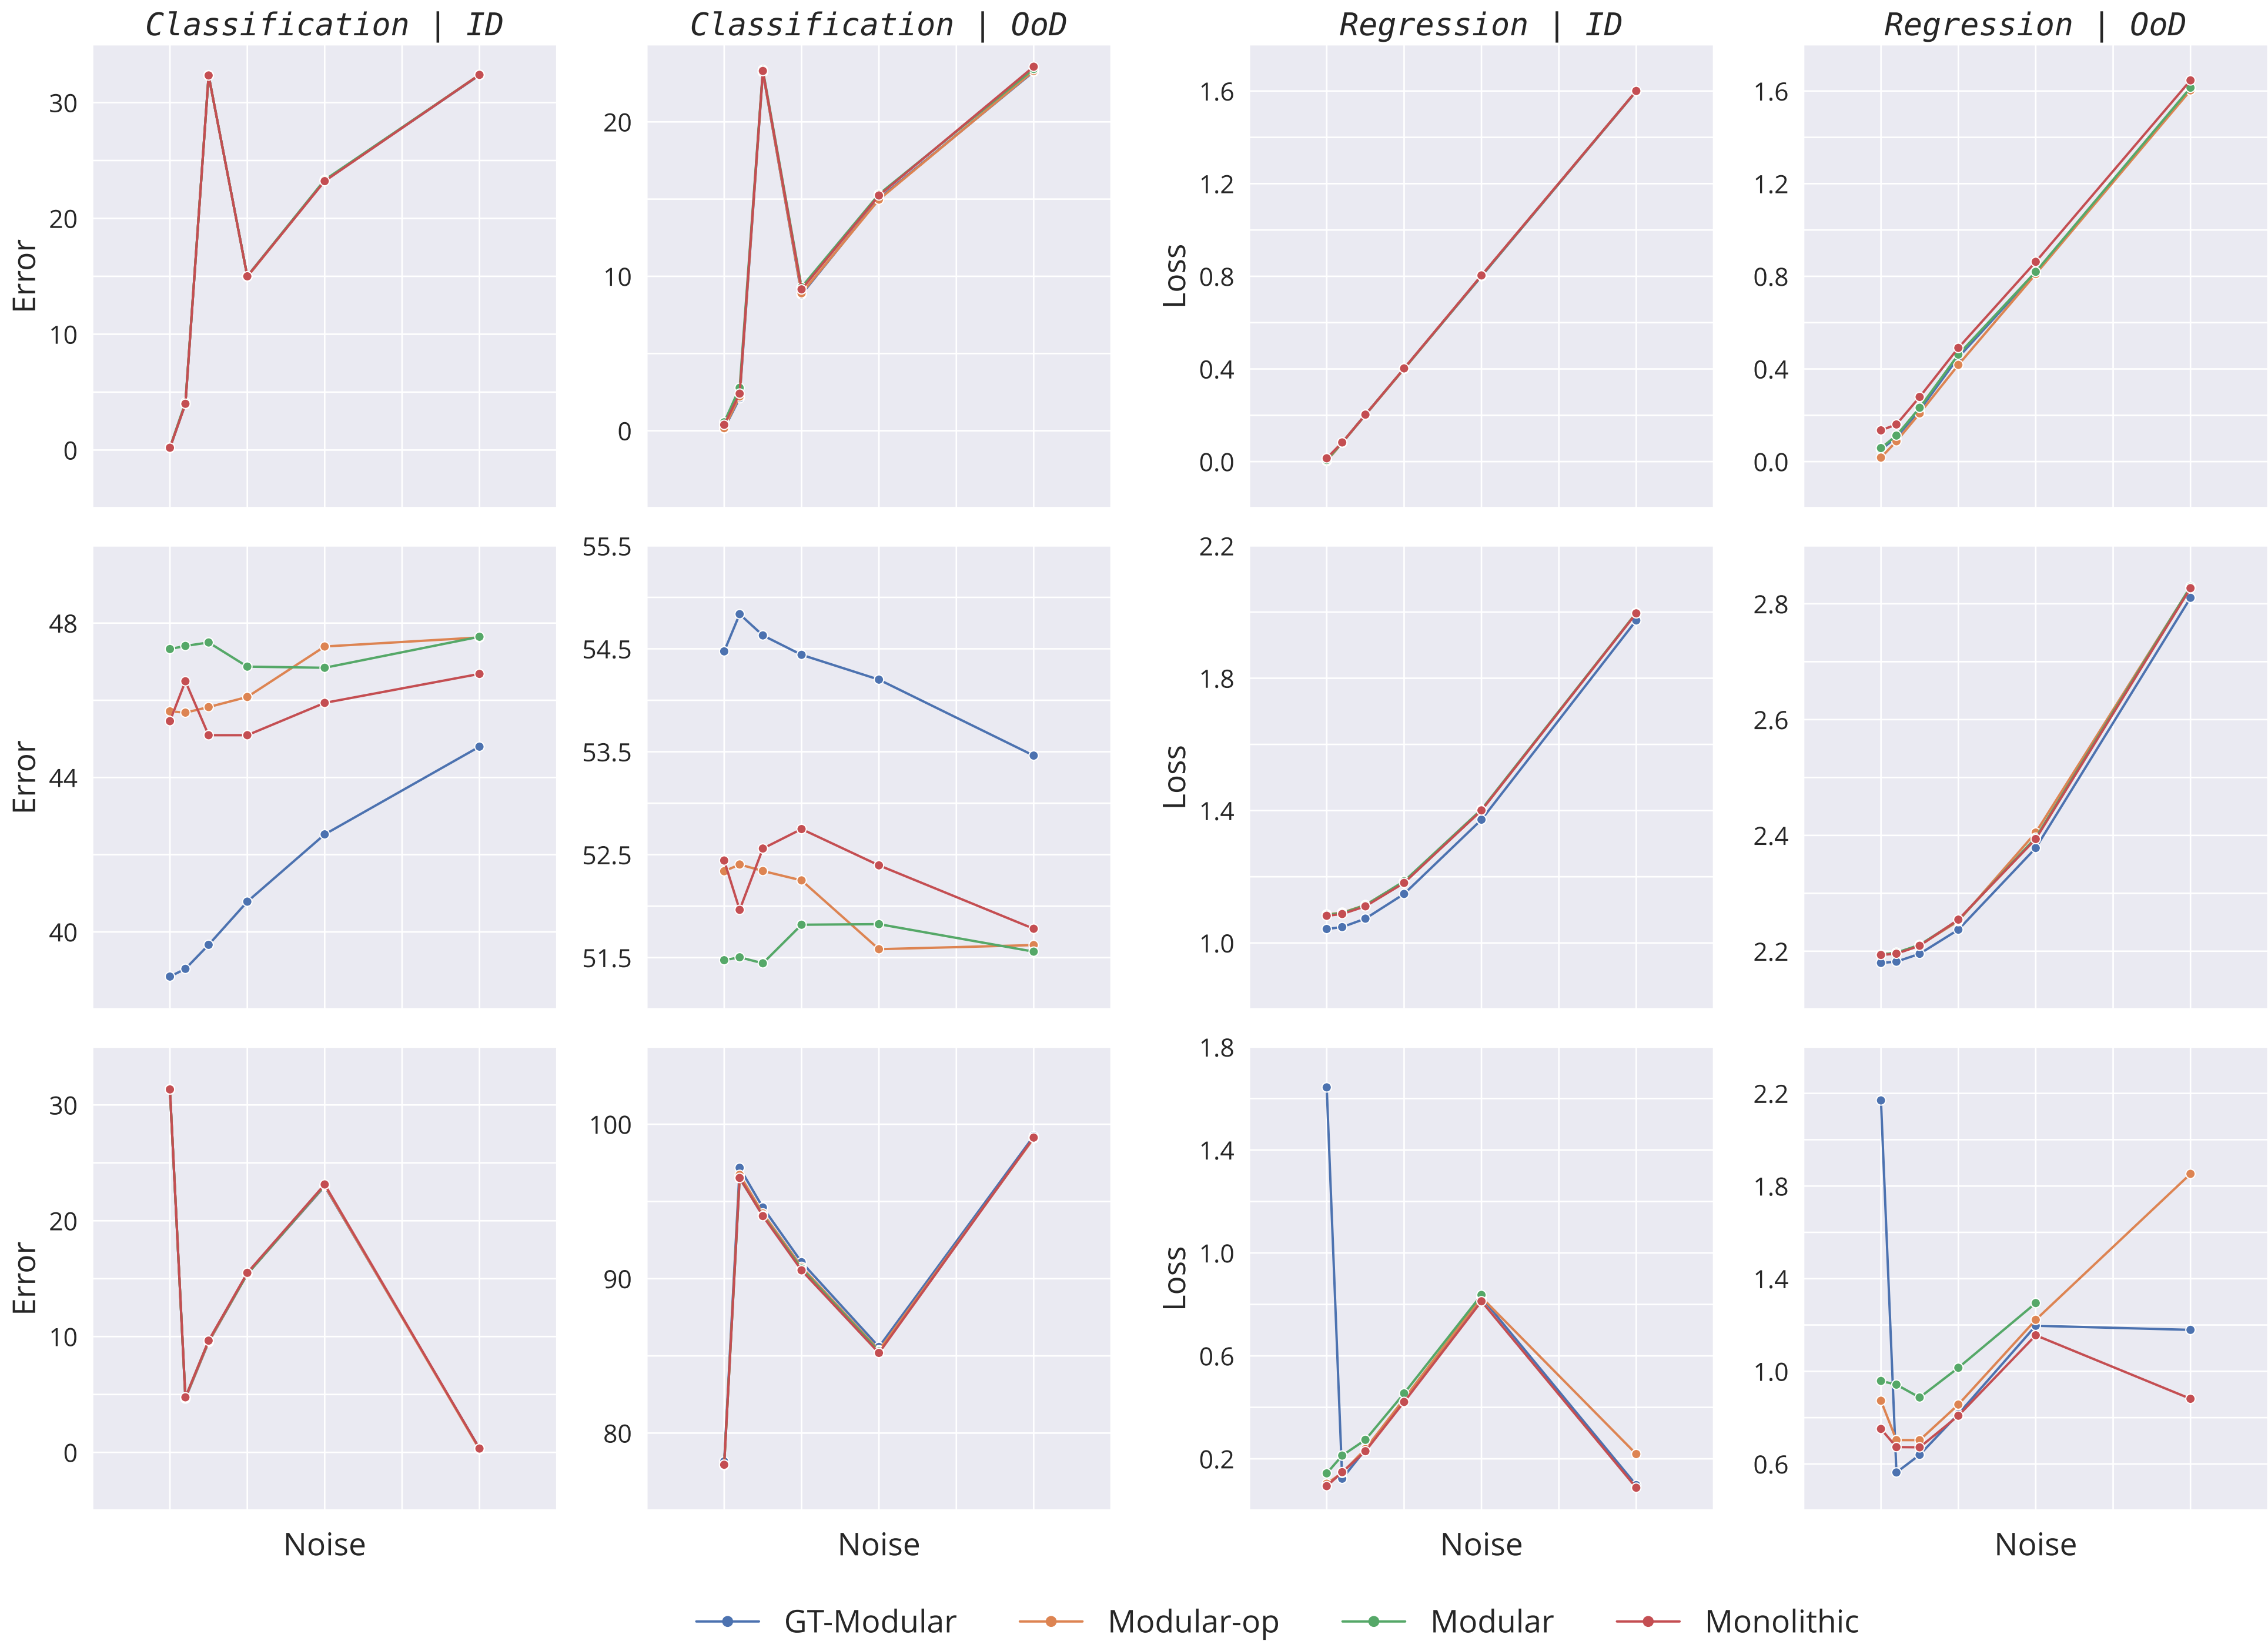 Classification | ID
Classification | OoD
Regression | ID
Regression | OoD
Error
30
20
10
0
20
10
0
Loss
1.6
1.2
0.8
0.4
0.0
1.6
1.2
0.8
0.4
0.0
Error
48
44
40
55.5
54.5
53.5
52.5
51.5
Loss
2.2
1.8
1.4
1.0
2.8
2.6
2.4
2.2
Error
30
20
10
0
100
90
80
Loss
1.8
1.4
1.0
0.6
0.2
2.2
1.8
1.4
1.0
0.6
Noise
Noise
Noise
Noise
GT-Modular
Modular-op
Modular
Monolithic